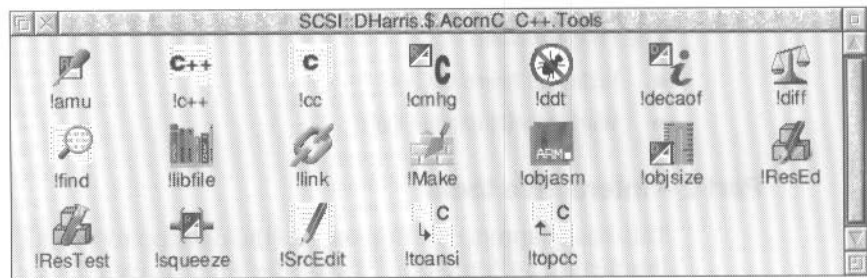 SCSI::DHarris.$.AcornC_C++.Tools
C++ C C
!amu !c++ !cc !cmhg !ddt !decaof !diff
ARM
!find !libfile !link !Make !objasm !objsize !ResEd
C C
!ResTest !squeeze !SrcEdit !toansi !topcc